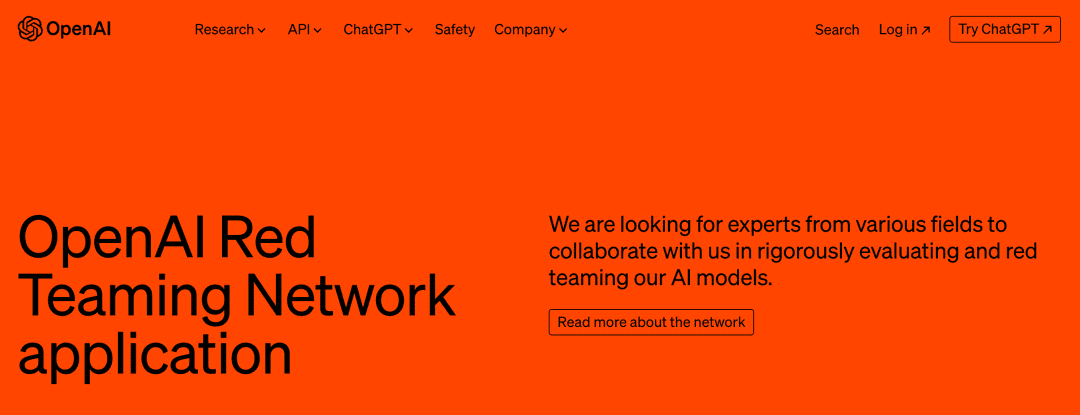 OpenAI
Research
API
ChatGPT
Safety
Company
Search
Log in ↗
Try ChatGPT ↗
OpenAI Red
Teaming Network
application
We are looking for experts from various fields to
collaborate with us in rigorously evaluating and red
teaming our AI models.
Read more about the network